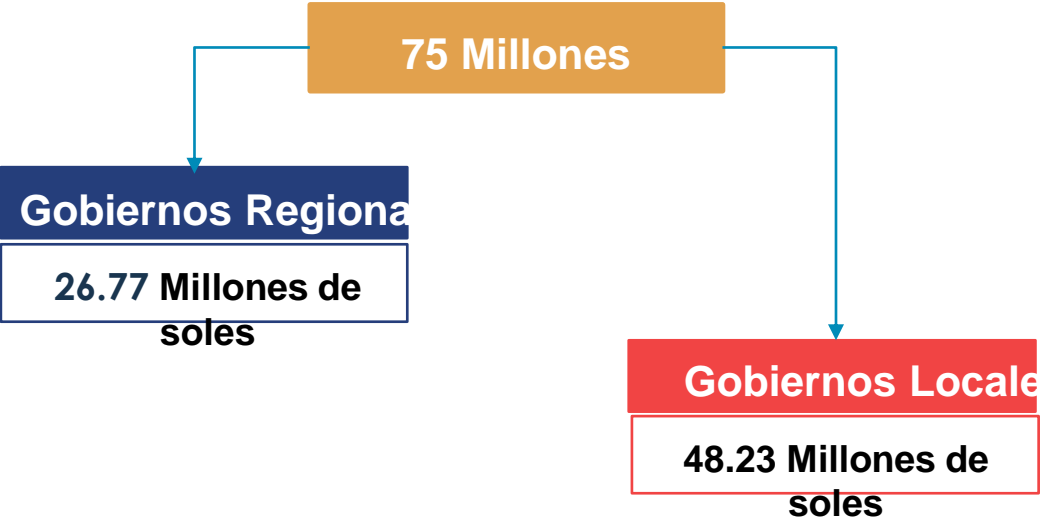 75 Millones
Gobiernos Regiona
26.77 Millones de
soles
Gobiernos Locale
48.23 Millones de
soles